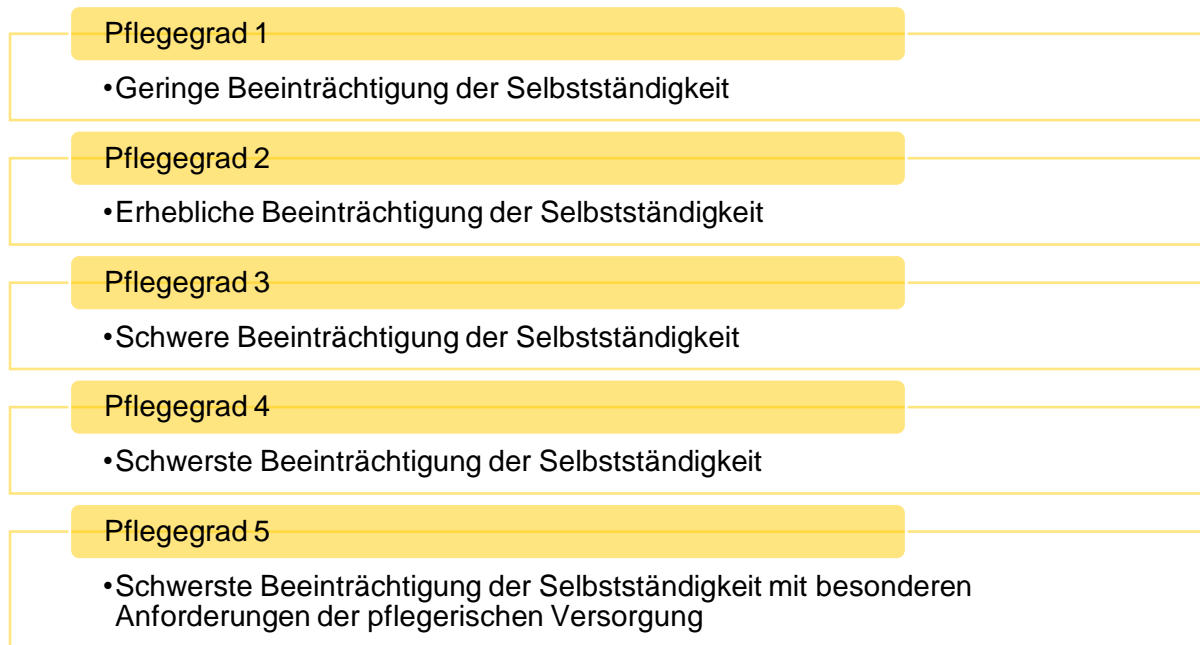 Pflegegrad 1
•Geringe Beeinträchtigung der Selbstständigkeit
Pflegegrad 2
•Erhebliche Beeinträchtigung der Selbstständigkeit
Pflegegrad 3
•Schwere Beeinträchtigung der Selbstständigkeit
Pflegegrad 4
•Schwerste Beeinträchtigung der Selbstständigkeit
Pflegegrad 5
•Schwerste Beeinträchtigung der Selbstständigkeit mit besonderen
Anforderungen der pflegerischen Versorgung